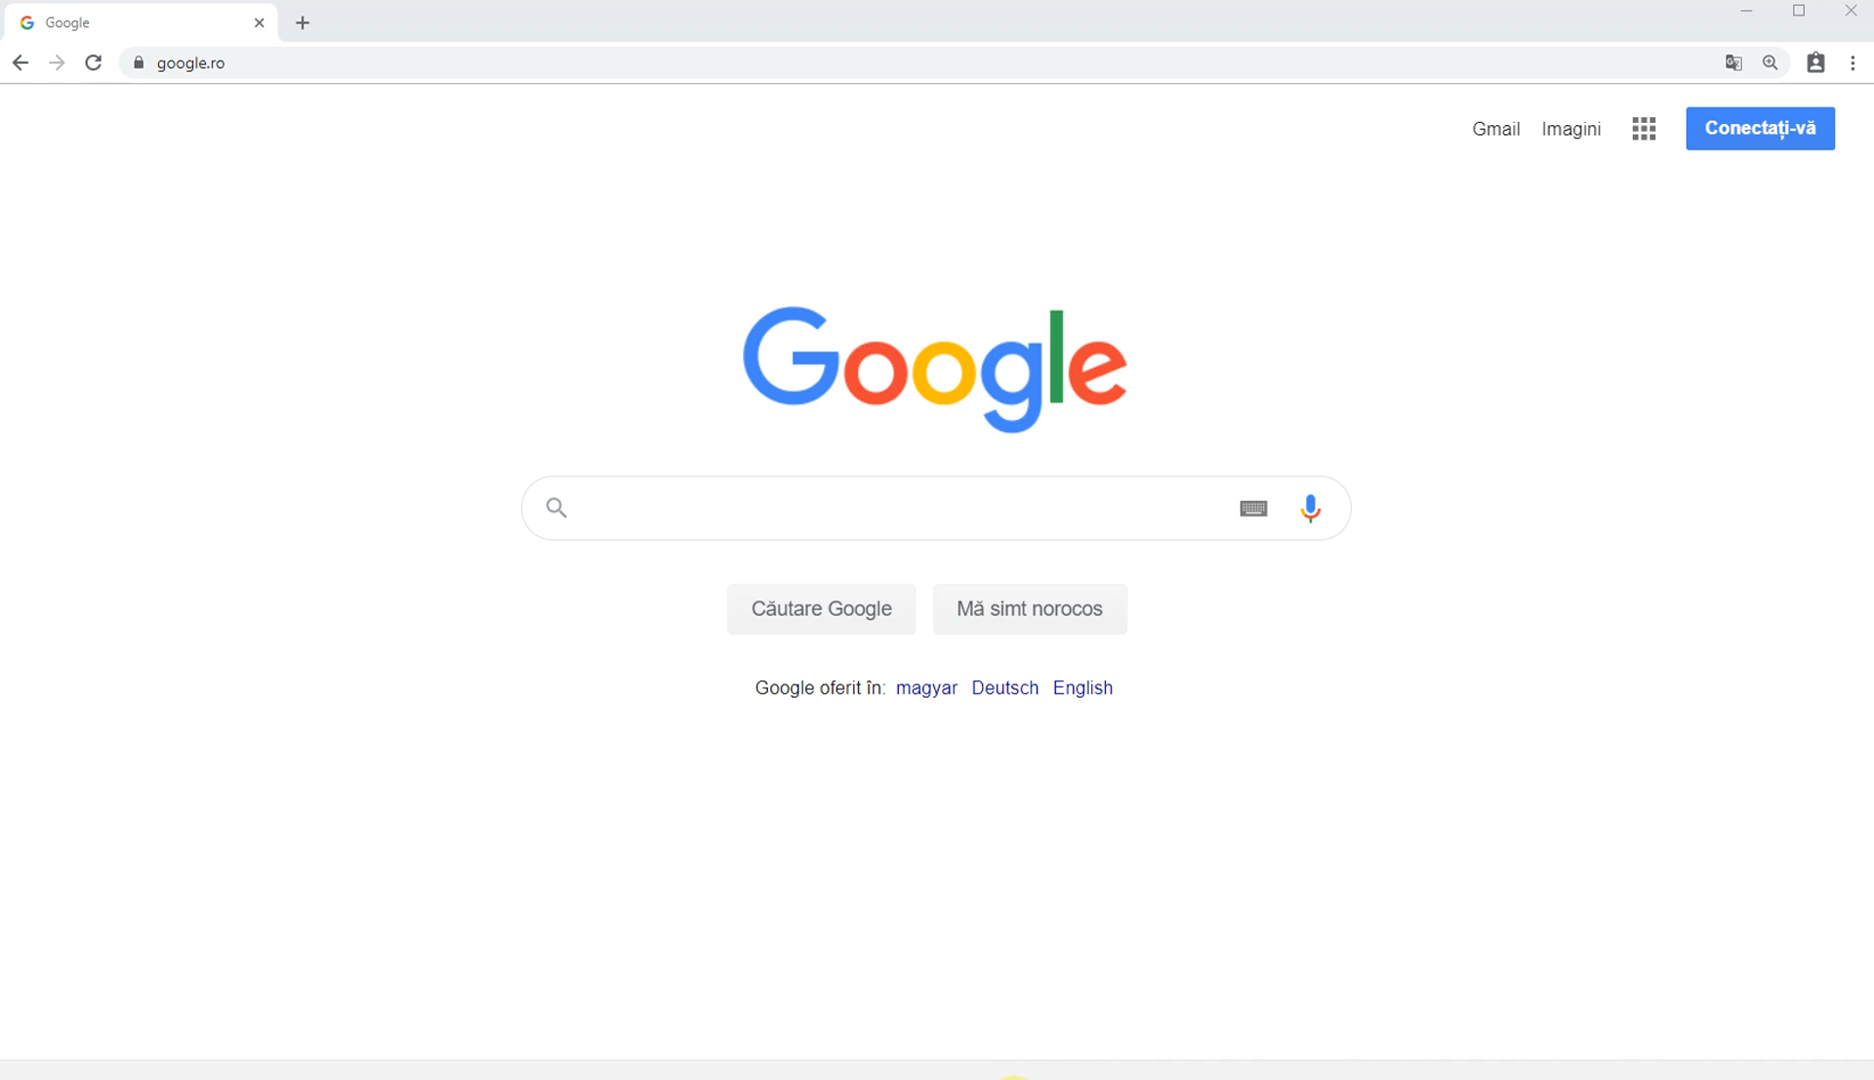 Google
google.ro
Gmail Imagini Conectați-vă
Google
Căutare Google Mă simt norocos
Google oferit în: magyar Deutsch English